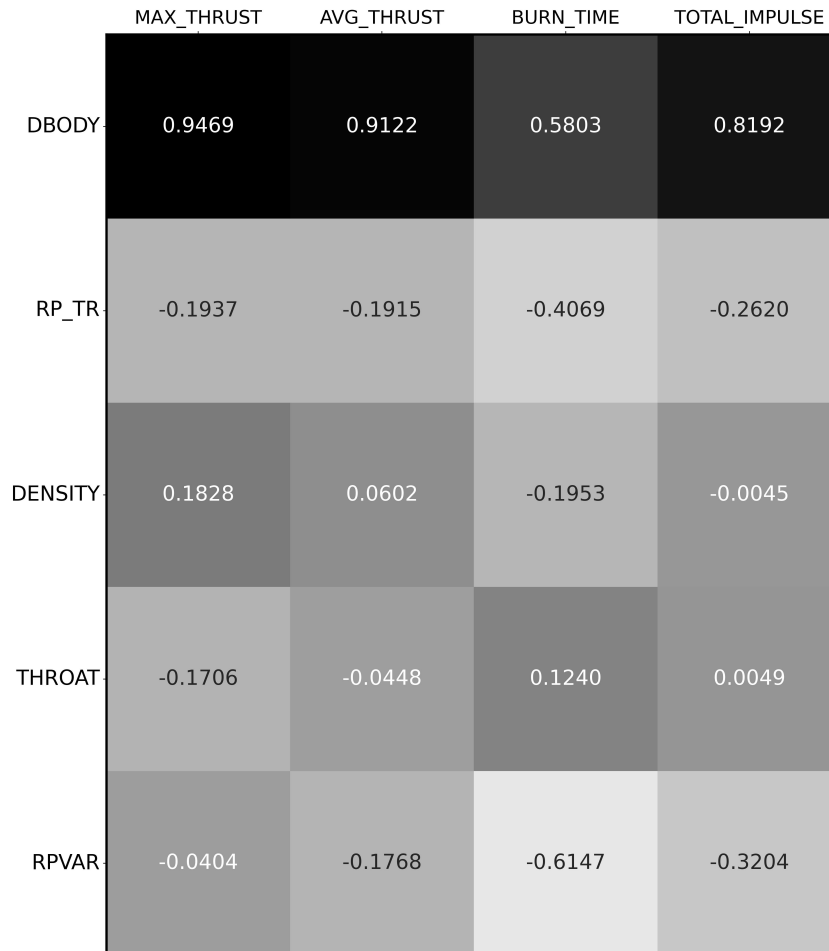 MAX_THRUST AVG_THRUST BURN_TIME TOTAL_IMPULSE
DBODY 0.9469 0.9122 0.5803 0.8192
RP_TR -0.1937 -0.1915 -0.4069 -0.2620
DENSITY 0.1828 0.0602 -0.1953 -0.0045
THROAT -0.1706 -0.0448 0.1240 0.0049
RPVAR -0.0404 -0.1768 -0.6147 -0.3204